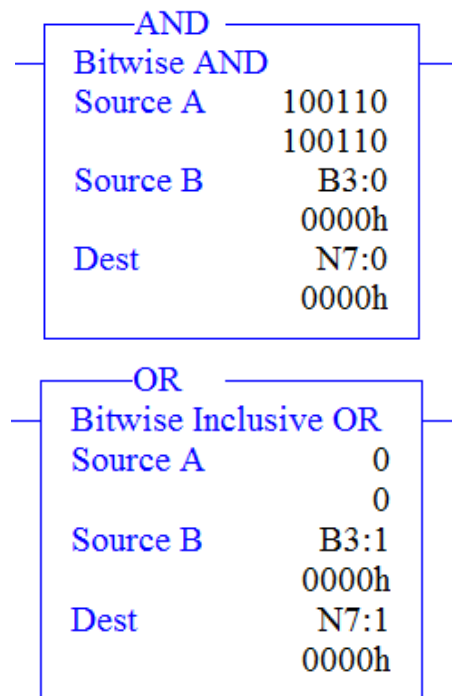 AND
Bitwise AND
Source A 100110
100110
Source B B3:0
0000h
Dest N7:0
0000h
OR
Bitwise Inclusive OR
Source A 0
0
Source B B3:1
0000h
Dest N7:1
0000h